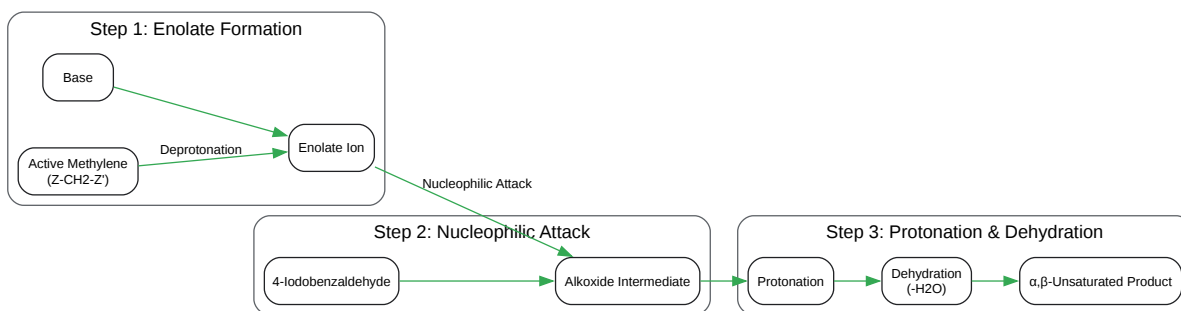 Step 1: Enolate Formation
Base
Active Methylene
(Z-CH2-Z')
Deprotonation
Enolate Ion
Nucleophilic Attack
Step 2: Nucleophilic Attack
4-Iodobenzaldehyde
Alkoxide Intermediate
Step 3: Protonation & Dehydration
Protonation
Dehydration
(-H2O)
α,β-Unsaturated Product